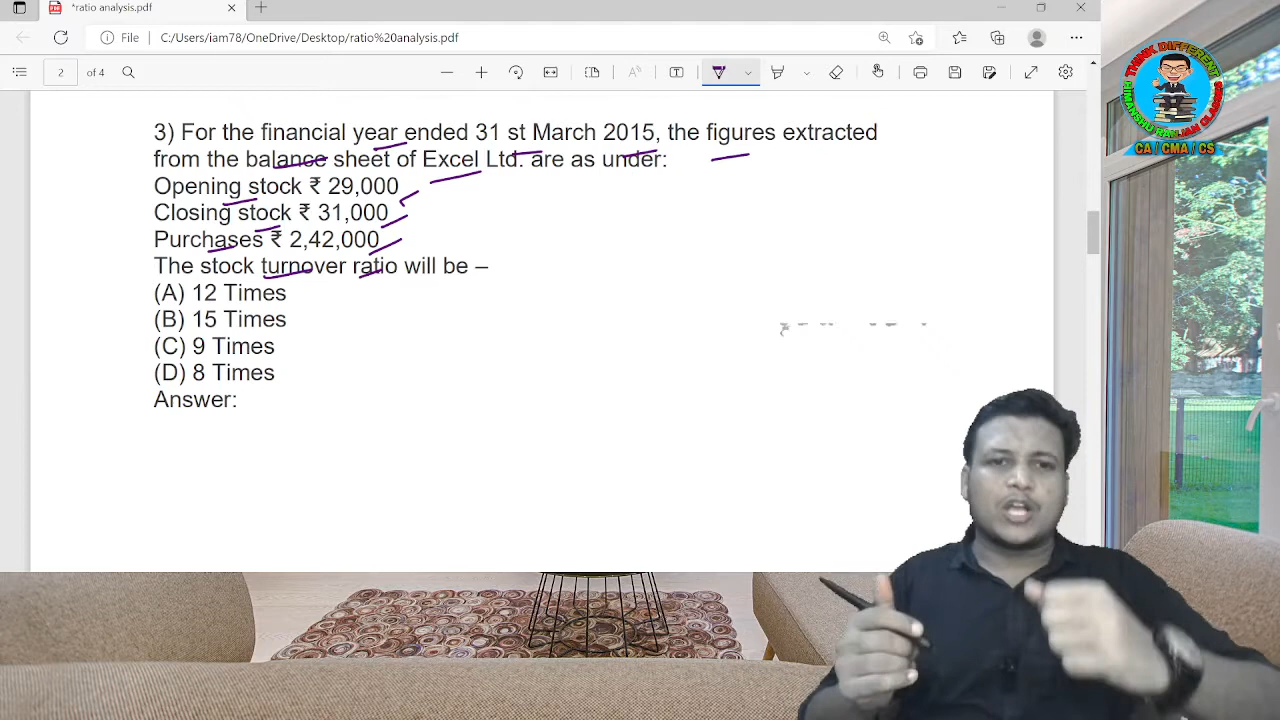 *ratio analysis.pdf
File
C:/Users/iam78/OneDrive/Desktop/ratio%20analysis.pdf
2 of 4
3) For the financial year ended 31 st March 2015, the figures extracted
from the balance sheet of Excel Ltd. are as under:
Opening stock ₹ 29,000
Closing stock ₹ 31,000
Purchases ₹ 2,42,000
The stock turnover ratio will be –
(A) 12 Times
(B) 15 Times
(C) 9 Times
(D) 8 Times
Answer:
THINK DIFFERENT
HIMANSHU RANJAN CLASSES
CA / CMA / CS